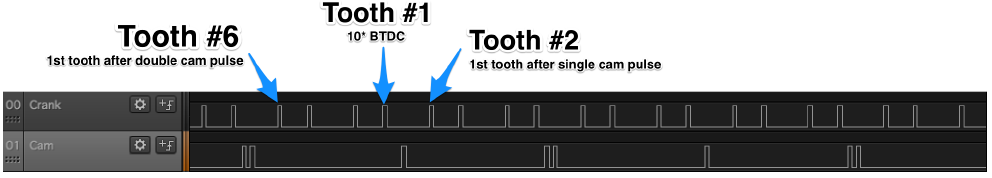 Tooth #1
10* BTDC
Tooth #6
1st tooth after double cam pulse
Tooth #2
1st tooth after single cam pulse
00 Crank
01 Cam